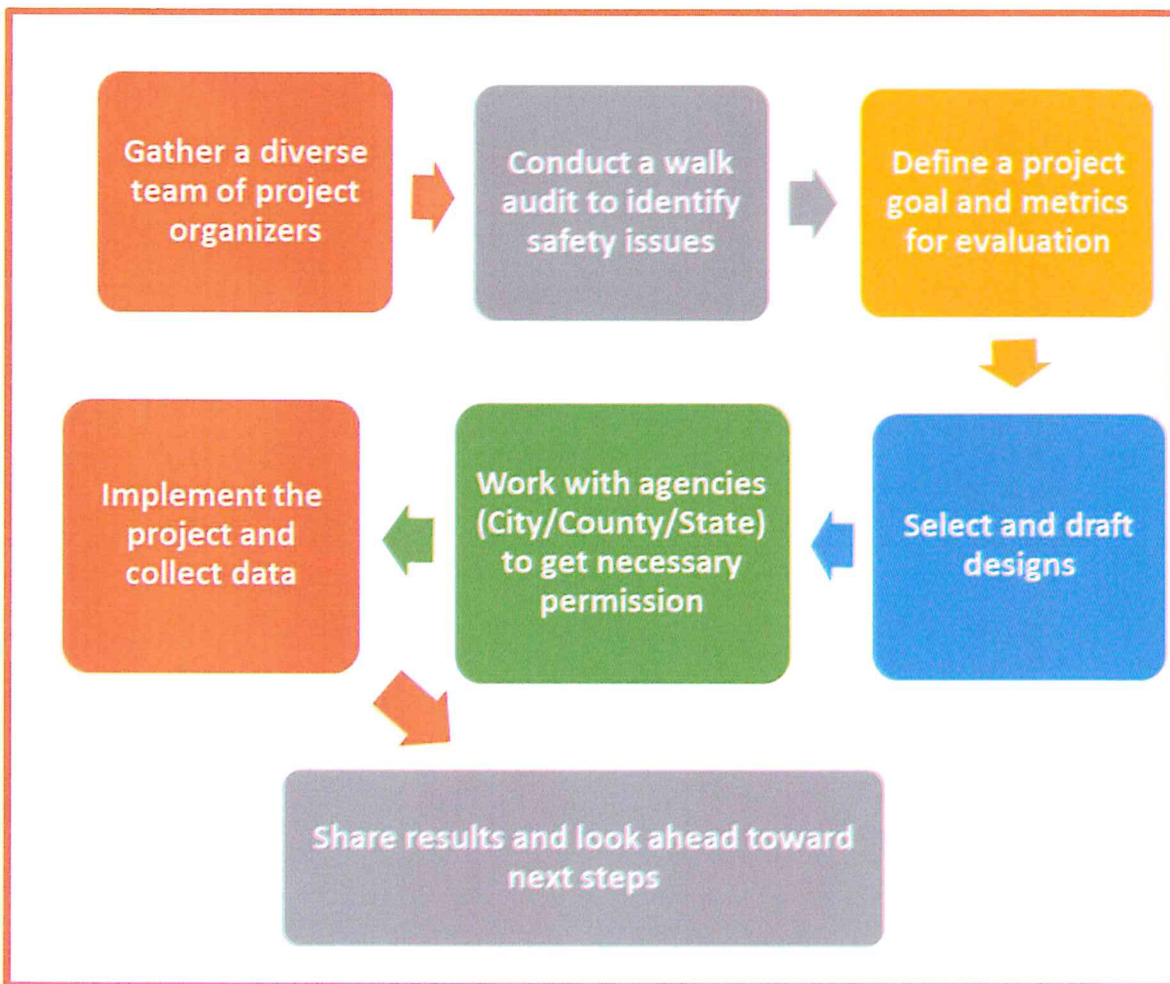 Gather a diverse
team of project
organizers
Conduct a walk
audit to identify
safety issues
Define a project
goal and metrics
for evaluation
Select and draft
designs
Work with agencies
(City/County/State)
to get necessary
permission
Implement the
project and
collect data
Share results and look ahead toward
next steps